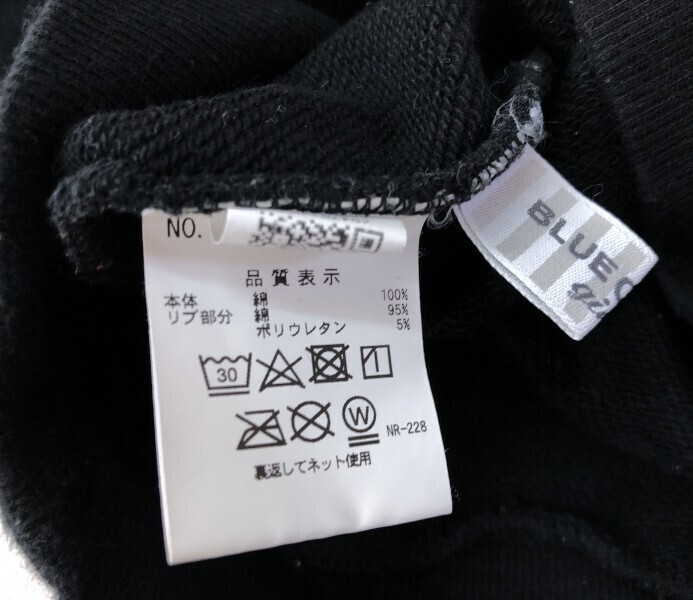 NO.
品質表示
本体 綿 100%
リブ部分 綿 95%
ポリウレタン 5%
30
W
NR-228
裏返してネット使用
BLUE